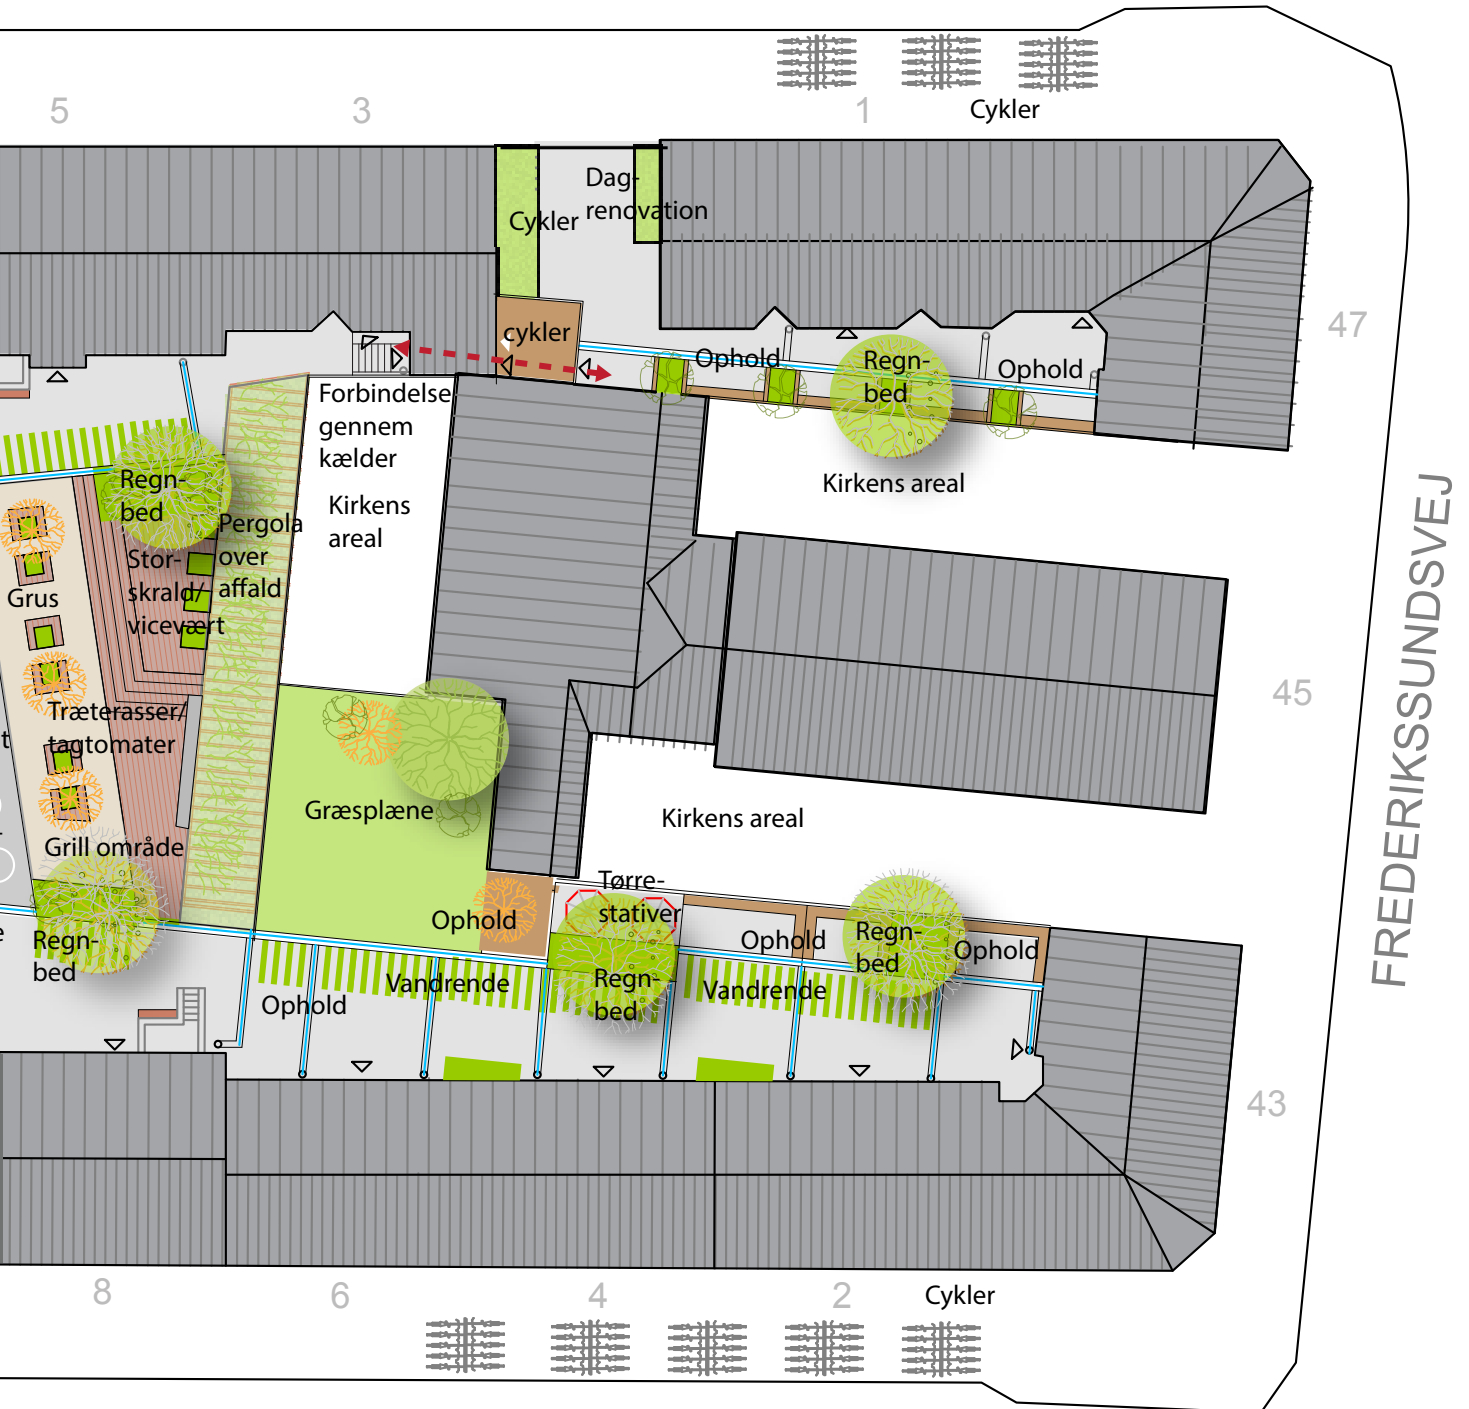 Cykler
5
3
1
Dag-
renovation
Cykler
cykler
47
Ophold
Regn-
bed
Ophold
Forbindelse
gennem
kælder
Kirkens
areal
Kirkens areal
Regn-
bed
Pergola
over
affald
Stor-
skrald/
vicevært
Grus
FREDERIKSSUNDSVEJ
45
Træterasser/
tagtomater
t
Græsplæne
Kirkens areal
Grill område
Tørre-
stativer
Ophold
Ophold
Regn-
bed
Ophold
e
Regn-
bed
Vandrende
Regn-
bed
Vandrende
Ophold
43
8
6
4
2
Cykler